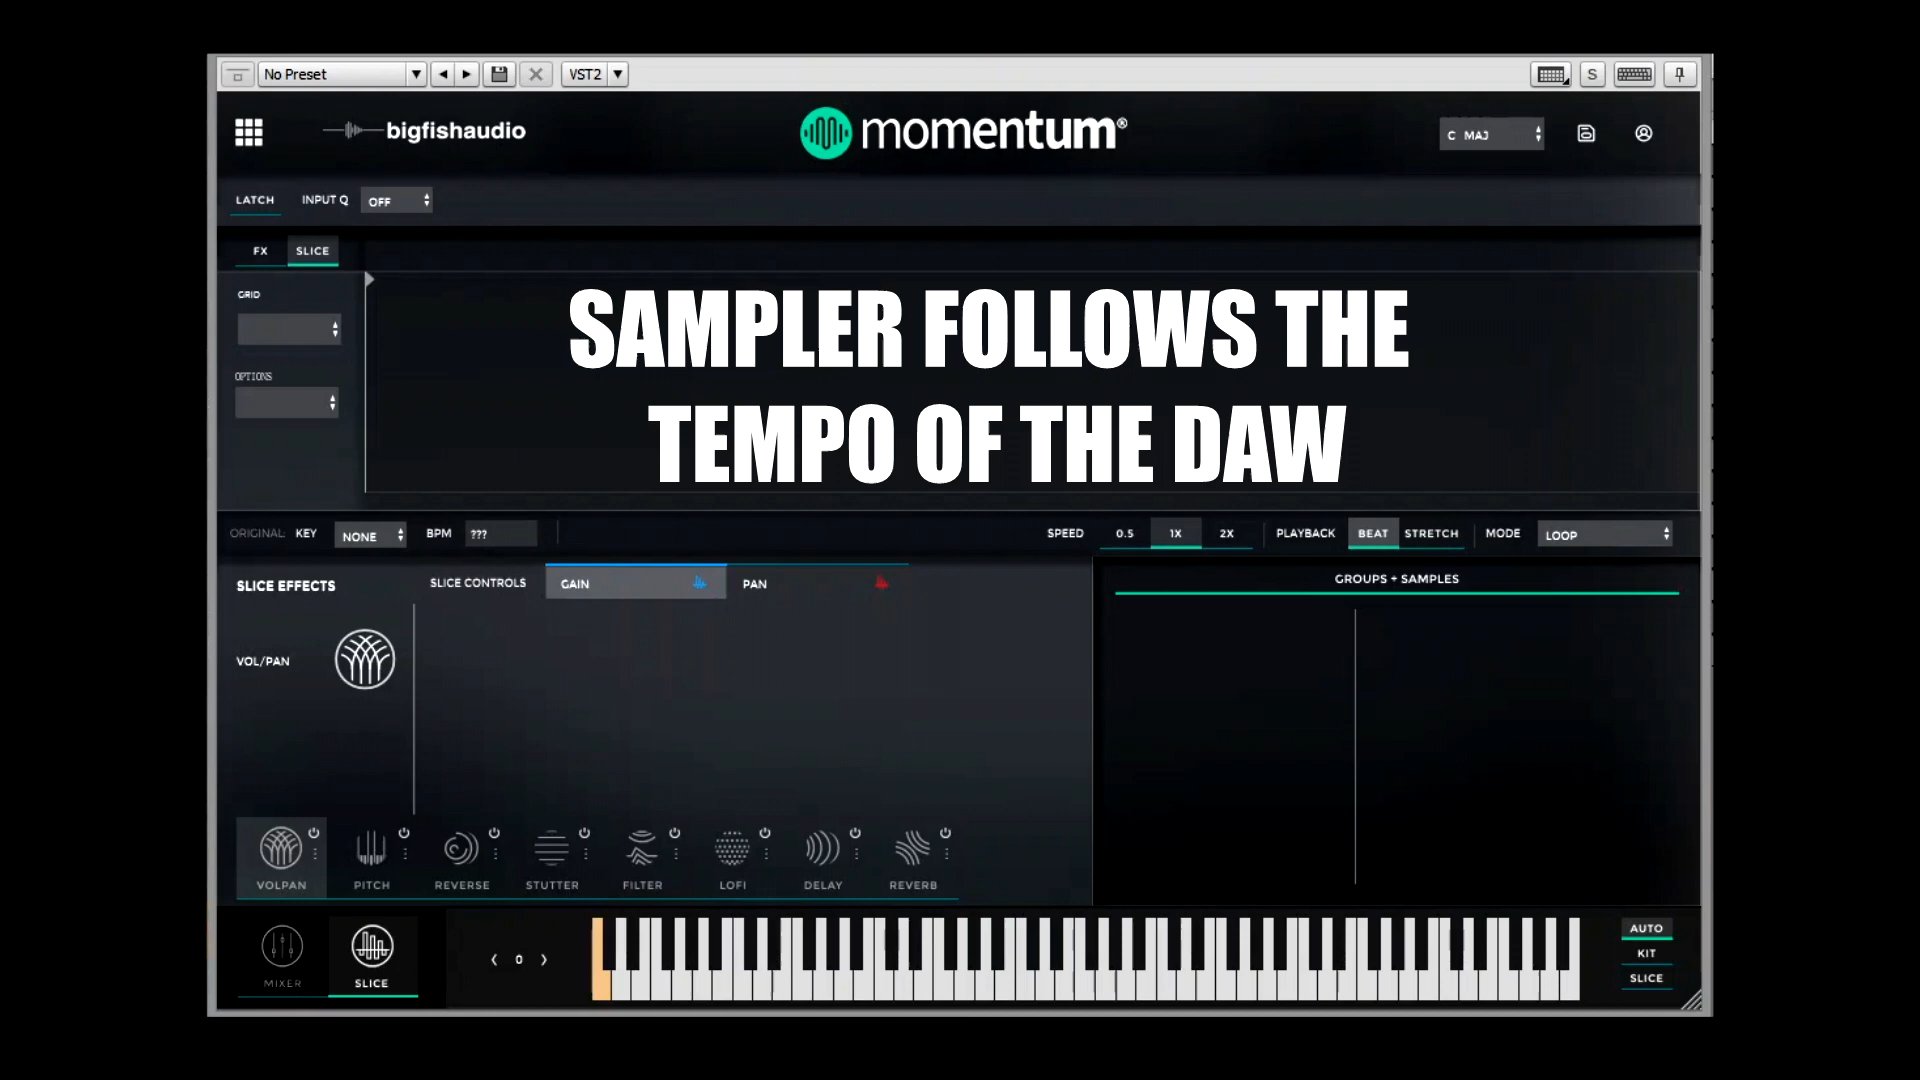 No Preset
VST2
S
bigfishaudio
momentum®
C MAJ
LATCH INPUT Q OFF
FX SLICE
GRID
OPTIONS
SAMPLER FOLLOWS THE
TEMPO OF THE DAW
ORIGINAL KEY NONE BPM ??? SPEED 0.5 1X 2X PLAYBACK BEAT STRETCH MODE LOOP
SLICE EFFECTS
SLICE CONTROLS GAIN PAN
GROUPS + SAMPLES
VOL/PAN
VOLPAN PITCH REVERSE STUTTER FILTER LOFI DELAY REVERB
MIXER SLICE
0
AUTO
KIT
SLICE